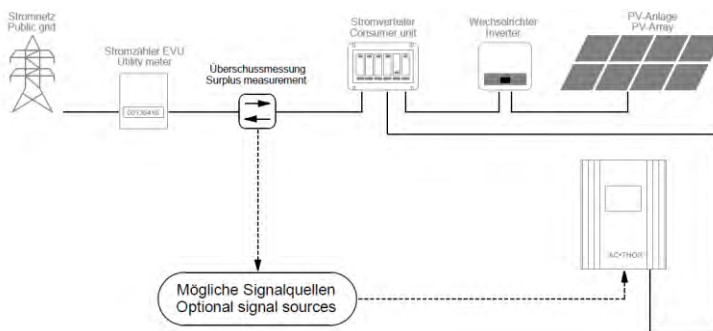 Stromnetz
Public grid
Stromzähler EVU
Utility meter
Überschussmessung
Surplus measurement
Stromverteiler
Consumer unit
Wechselrichter
Inverter
PV-Anlage
PV-Array
AC•THOR
Mögliche Signalquellen
Optional signal sources